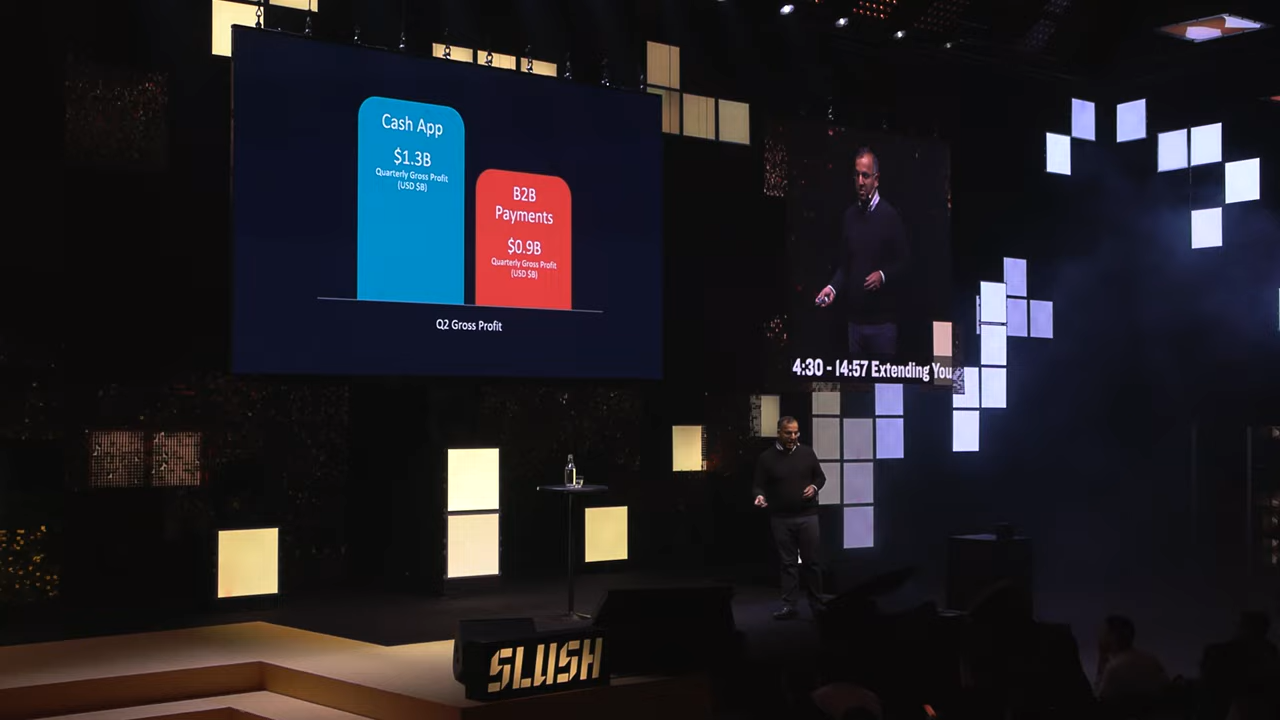 Cash App
$1.3B
Quarterly Gross Profit
(USD $B)
B2B
Payments
$0.9B
Quarterly Gross Profit
(USD $B)
Q2 Gross Profit
4:30 - 14:57 Extending You
SLUSH